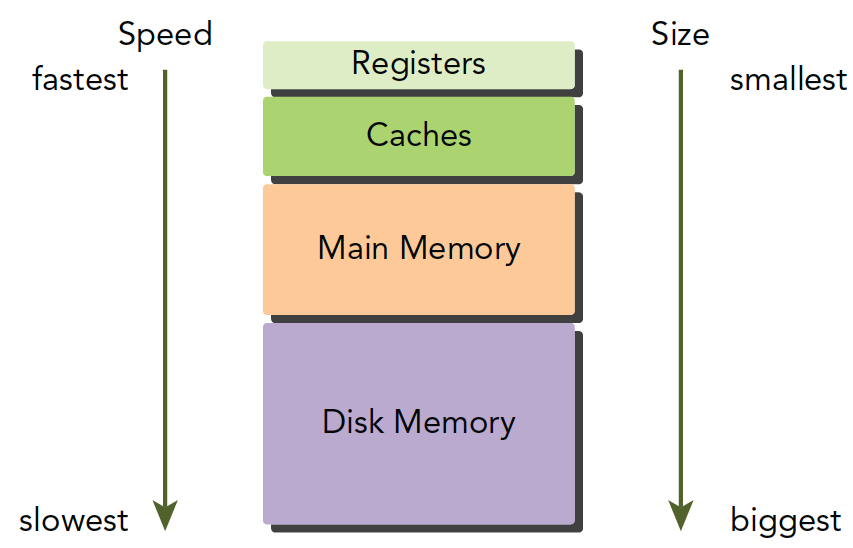 Speed
Size
fastest
Registers
smallest
Caches
Main Memory
Disk Memory
slowest
biggest